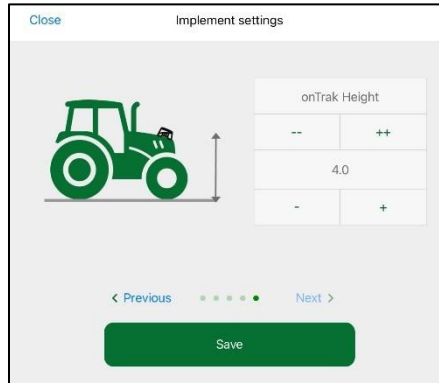 Close Implement settings
onTrak Height
-- ++
4.0
- +
< Previous Next >
Save